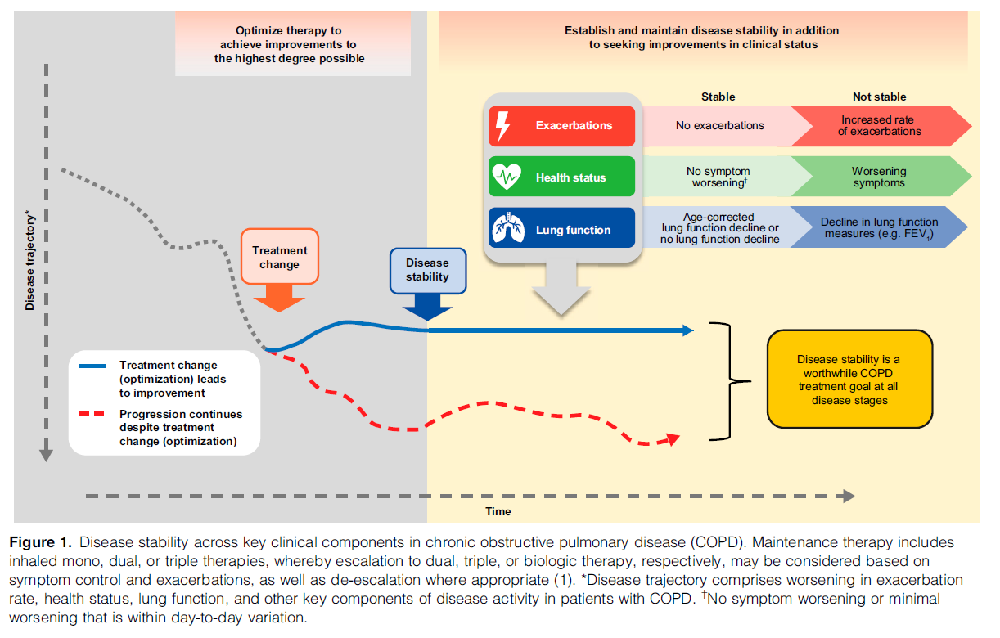 Optimize therapy to
achieve improvements to
the highest degree possible
Establish and maintain disease stability in addition
to seeking improvements in clinical status
Stable
Not stable
Exacerbations
No exacerbations
Increased rate
of exacerbations
Health status
No symptom
worsening†
Worsening
symptoms
Lung function
Age-corrected
lung function decline or
no lung function decline
Decline in lung function
measures (e.g. FEV₁)
Disease trajectory*
Treatment
change
Disease
stability
Treatment change
(optimization) leads
to improvement
Progression continues
despite treatment
change (optimization)
Disease stability is a
worthwhile COPD
treatment goal at all
disease stages
Time
Figure 1. Disease stability across key clinical components in chronic obstructive pulmonary disease (COPD). Maintenance therapy includes
inhaled mono, dual, or triple therapies, whereby escalation to dual, triple, or biologic therapy, respectively, may be considered based on
symptom control and exacerbations, as well as de-escalation where appropriate (1). *Disease trajectory comprises worsening in exacerbation
rate, health status, lung function, and other key components of disease activity in patients with COPD. †No symptom worsening or minimal
worsening that is within day-to-day variation.